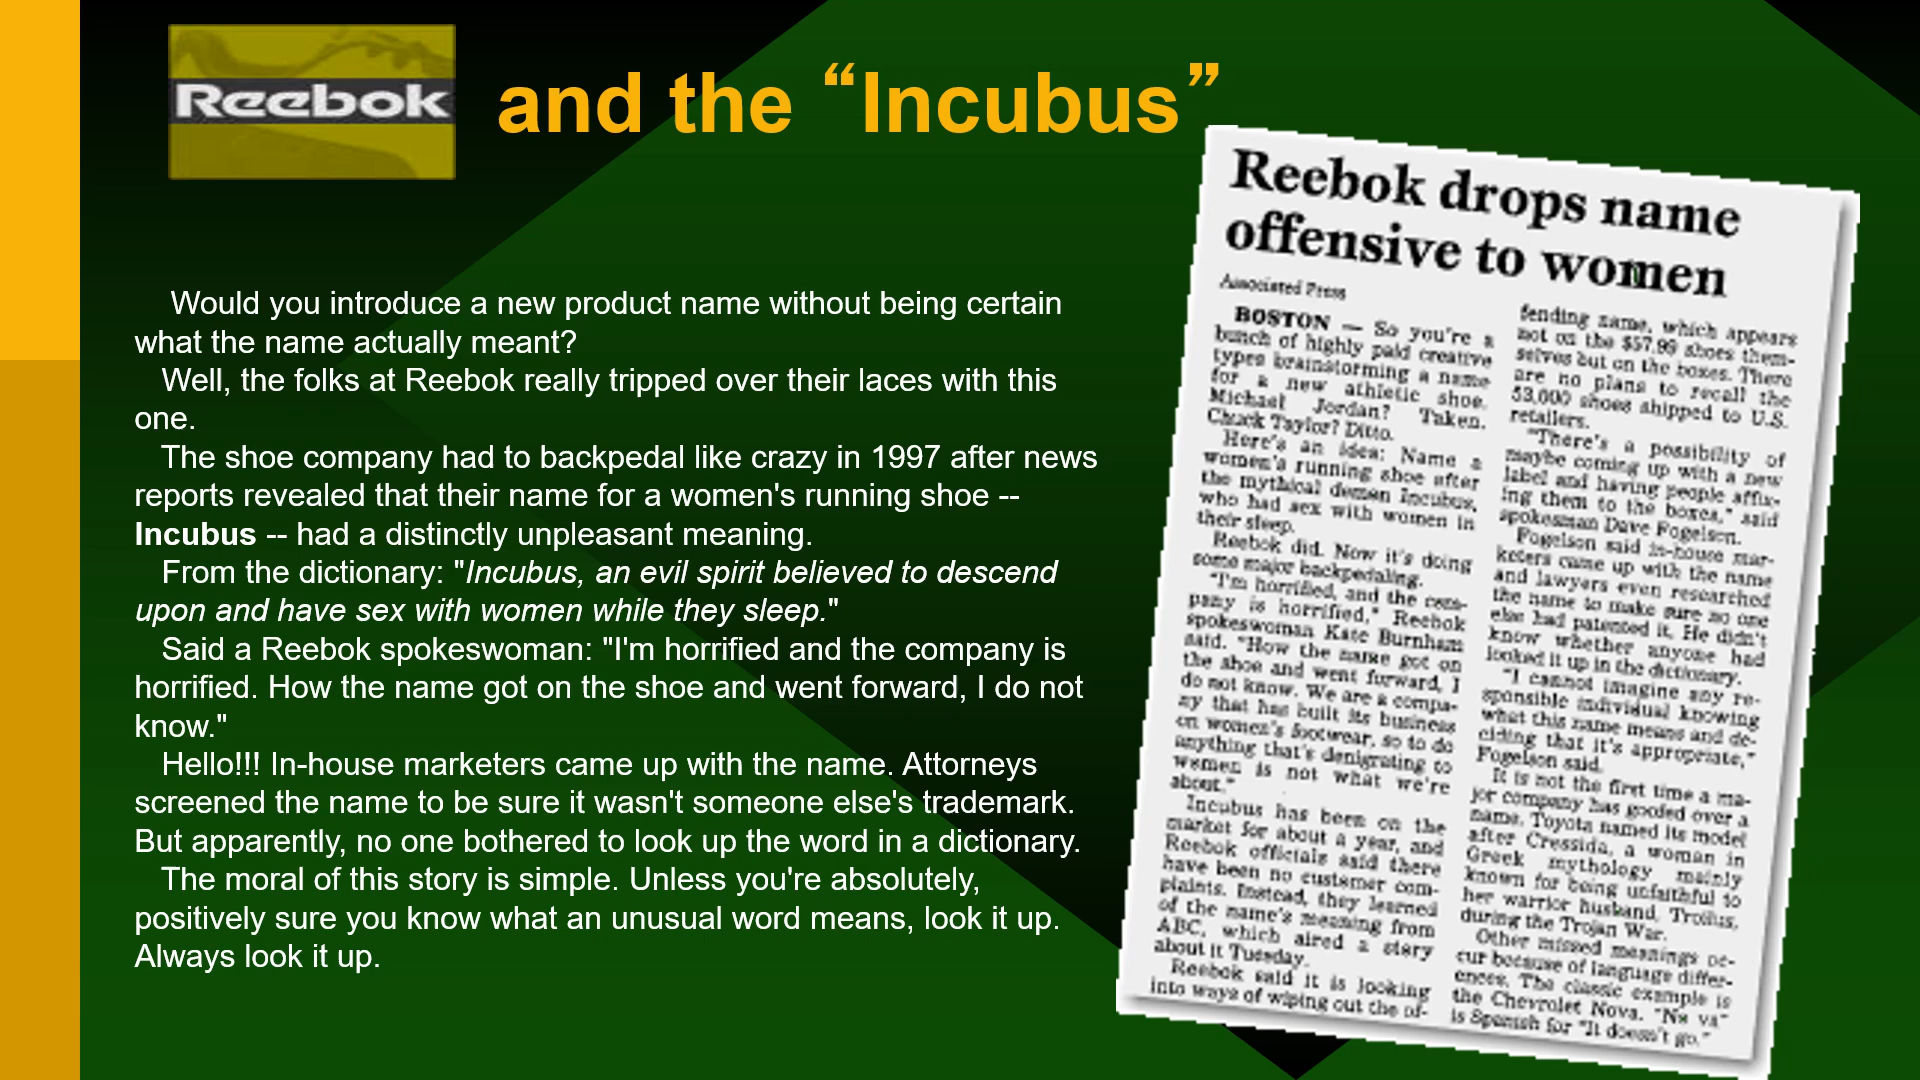 Reebok
and the “Incubus”
Would you introduce a new product name without being certain
what the name actually meant?
Well, the folks at Reebok really tripped over their laces with this
one.
The shoe company had to backpedal like crazy in 1997 after news
reports revealed that their name for a women's running shoe --
Incubus -- had a distinctly unpleasant meaning.
From the dictionary: "Incubus, an evil spirit believed to descend
upon and have sex with women while they sleep."
Said a Reebok spokeswoman: "I'm horrified and the company is
horrified. How the name got on the shoe and went forward, I do not
know."
Hello!!! In-house marketers came up with the name. Attorneys
screened the name to be sure it wasn't someone else's trademark.
But apparently, no one bothered to look up the word in a dictionary.
The moral of this story is simple. Unless you're absolutely,
positively sure you know what an unusual word means, look it up.
Always look it up.
Reebok drops name
offensive to women
Associated Press
BOSTON — So you're a
bunch of highly paid creative
types brainstorming a name
for a new athletic shoe.
Michael Jordan? Taken.
Chuck Taylor? Ditto.
Here's an idea: Name a
women's running shoe after
the mythical demon Incubus,
who had sex with women in
their sleep.
Reebok did. Now it's doing
some major backpedaling.
"I'm horrified, and the com-
pany is horrified," Reebok
spokeswoman Kate Burnham
said. "How the name got on
the shoe and went forward, I
do not know. We are a compa-
ny that has built its business
on women's footwear, so to do
anything that's denigrating to
women is not what we're
about."
Incubus has been on the
market for about a year, and
Reebok officials said there
have been no customer com-
plaints. Instead, they learned
of the name's meaning from
ABC, which aired a story
about it Tuesday.
Reebok said it is looking
into ways of wiping out the of-
fending name, which appears
not on the $57.99 shoes them-
selves but on the boxes. There
are no plans to recall the
53,000 shoes shipped to U.S.
retailers.
"There's a possibility of
maybe coming up with a new
label and having people affix-
ing them to the boxes," said
spokesman Dave Fogelson.
Fogelson said in-house mar-
keters came up with the name
and lawyers even researched
the name to make sure no one
else had patented it. He didn't
know whether anyone had
looked it up in the dictionary.
"I cannot imagine any re-
sponsible individual knowing
what this name means and de-
ciding that it's appropriate,"
Fogelson said.
It is not the first time a ma-
jor company has goofed over a
name. Toyota named its model
after Cressida, a woman in
Greek mythology mainly
known for being unfaithful to
her warrior husband, Troilus,
during the Trojan War.
Other missed meanings oc-
cur because of language differ-
ences. The classic example is
the Chevrolet Nova. "No va"
is Spanish for "It doesn't go."